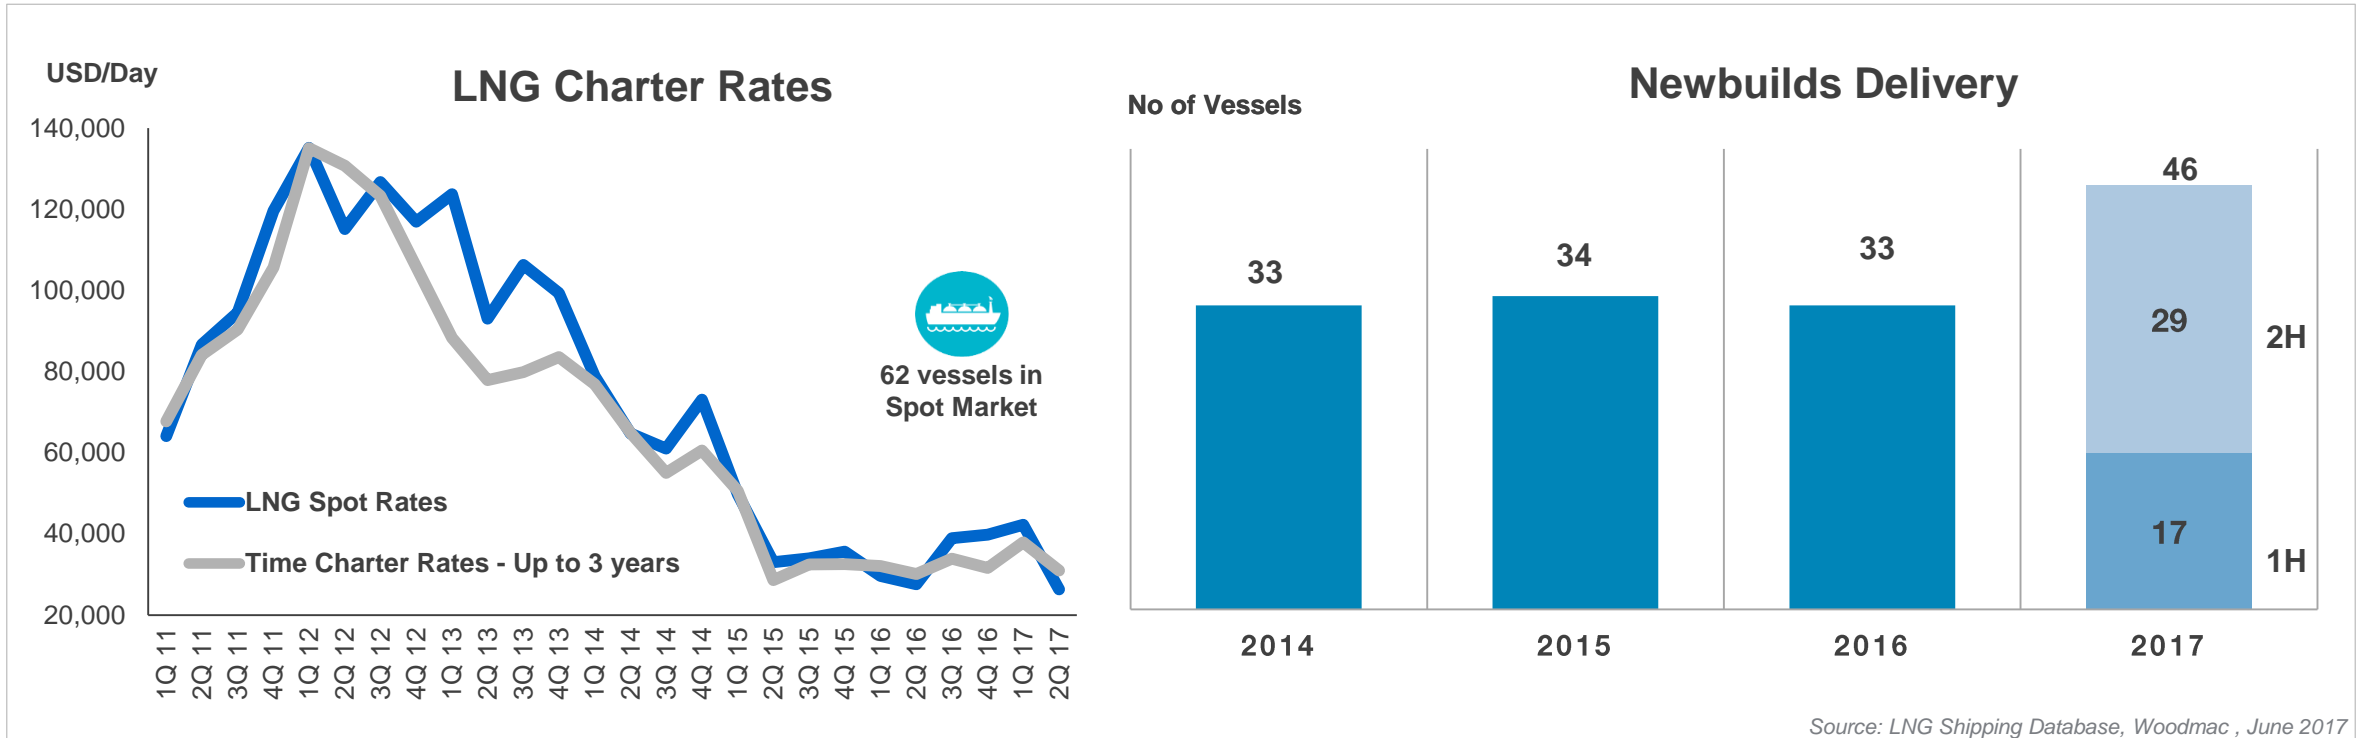 USD/Day
LNG Charter Rates
140,000
120,000
100,000
80,000
60,000
40,000
20,000
62 vessels in
Spot Market
LNG Spot Rates
Time Charter Rates - Up to 3 years
1Q 11
2Q 11
3Q 11
4Q 11
1Q 12
2Q 12
3Q 12
4Q 12
1Q 13
2Q 13
3Q 13
4Q 13
1Q 14
2Q 14
3Q 14
4Q 14
1Q 15
2Q 15
3Q 15
4Q 15
1Q 16
2Q 16
3Q 16
4Q 16
1Q 17
2Q 17
Newbuilds Delivery
No of Vessels
33
34
33
46
29
2H
17
1H
2014
2015
2016
2017
Source: LNG Shipping Database, Woodmac , June 2017